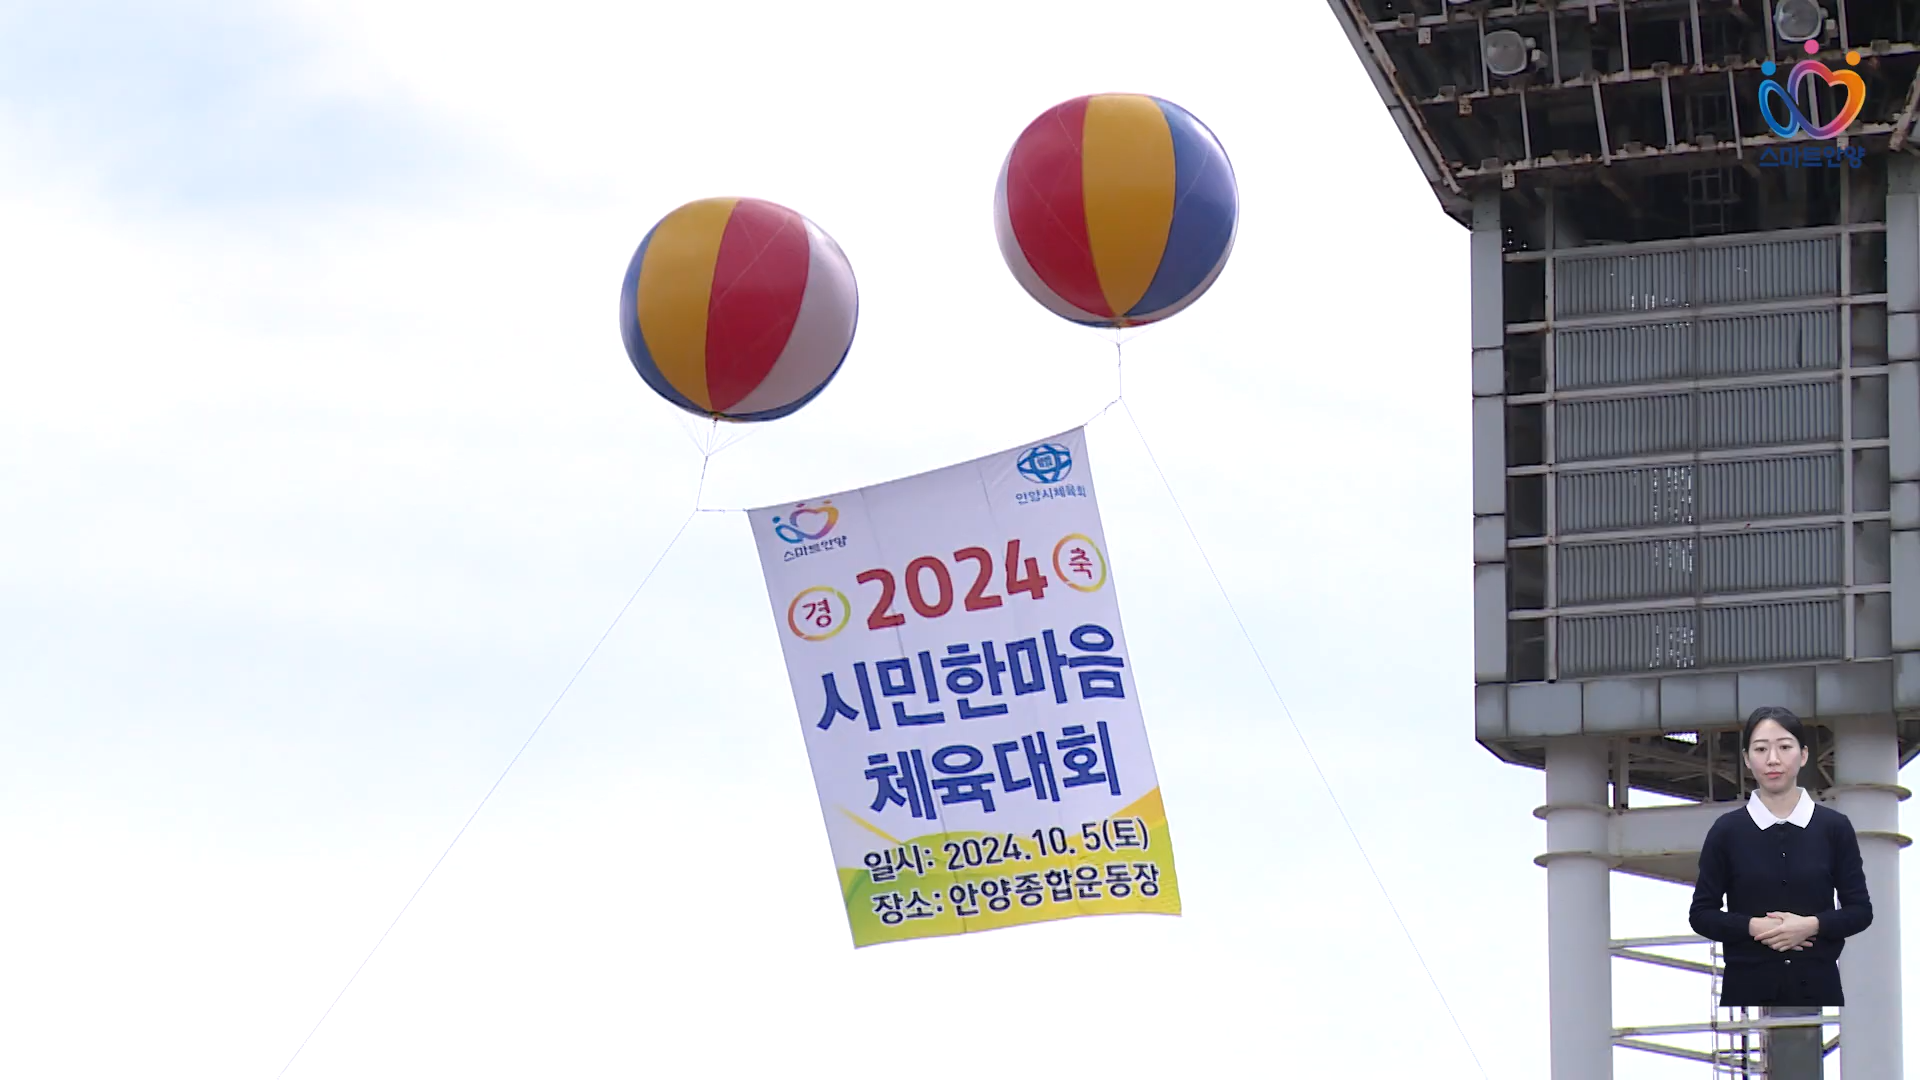 스마트안양
안양시체육회
스마트안양
경 2024 축
시민한마음
체육대회
일시: 2024.10. 5(토)
장소: 안양종합운동장